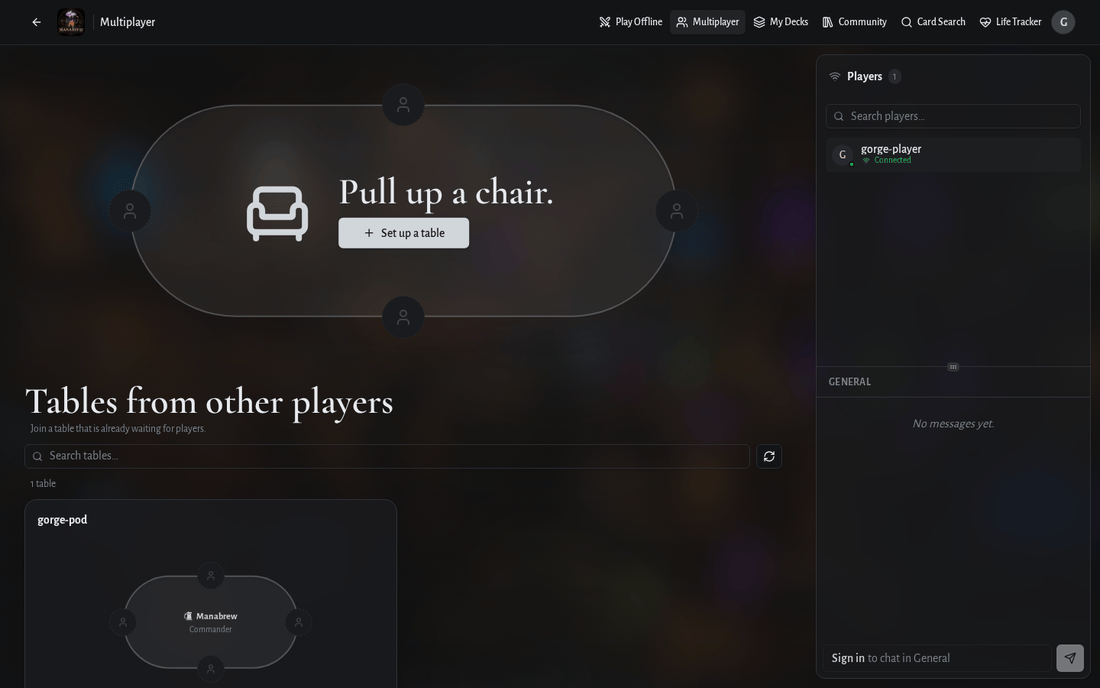 Multiplayer
Play Offline
Multiplayer
My Decks
Community
Card Search
Life Tracker
G
Pull up a chair.
+ Set up a table
Tables from other players
Join a table that is already waiting for players.
Search tables...
1 table
gorge-pod
Manabrew
Commander
Players 1
Search players...
G
gorge-player
Connected
GENERAL
No messages yet.
Sign in to chat in General